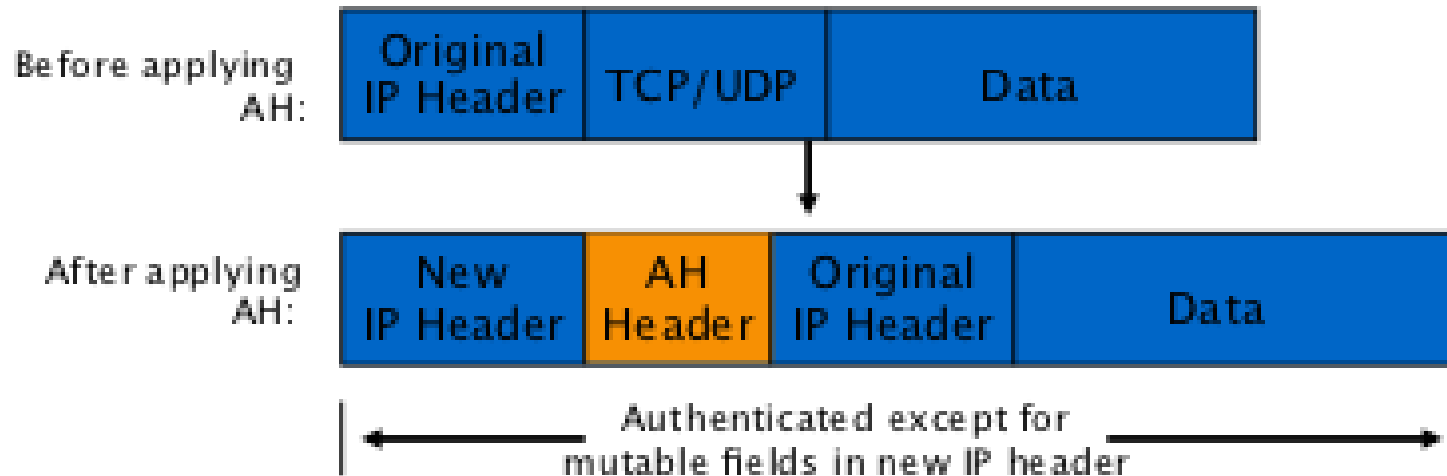 Before applying
AH:
Original
IP Header
TCP/UDP
Data
After applying
AH:
New
IP Header
AH
Header
Original
IP Header
Data
Authenticated except for
mutable fields in new IP header